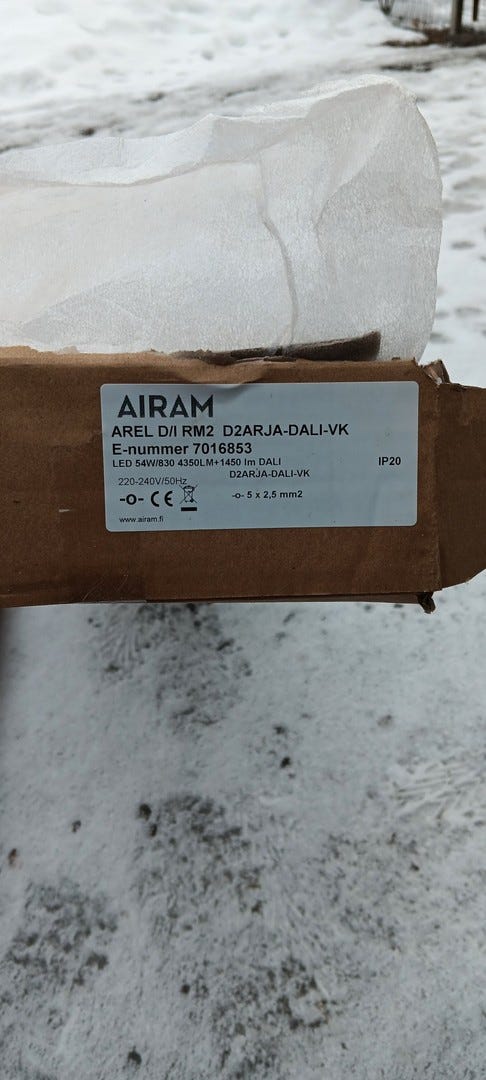 AIRAM
AREL D/I RM2 D2ARJA-DALI-VK
E-nummer 7016853
LED 54W/830 4350LM+1450 lm DALI IP20
D2ARJA-DALI-VK
220-240V/50Hz
-o- CE -o- 5 x 2,5 mm2
www.airam.fi